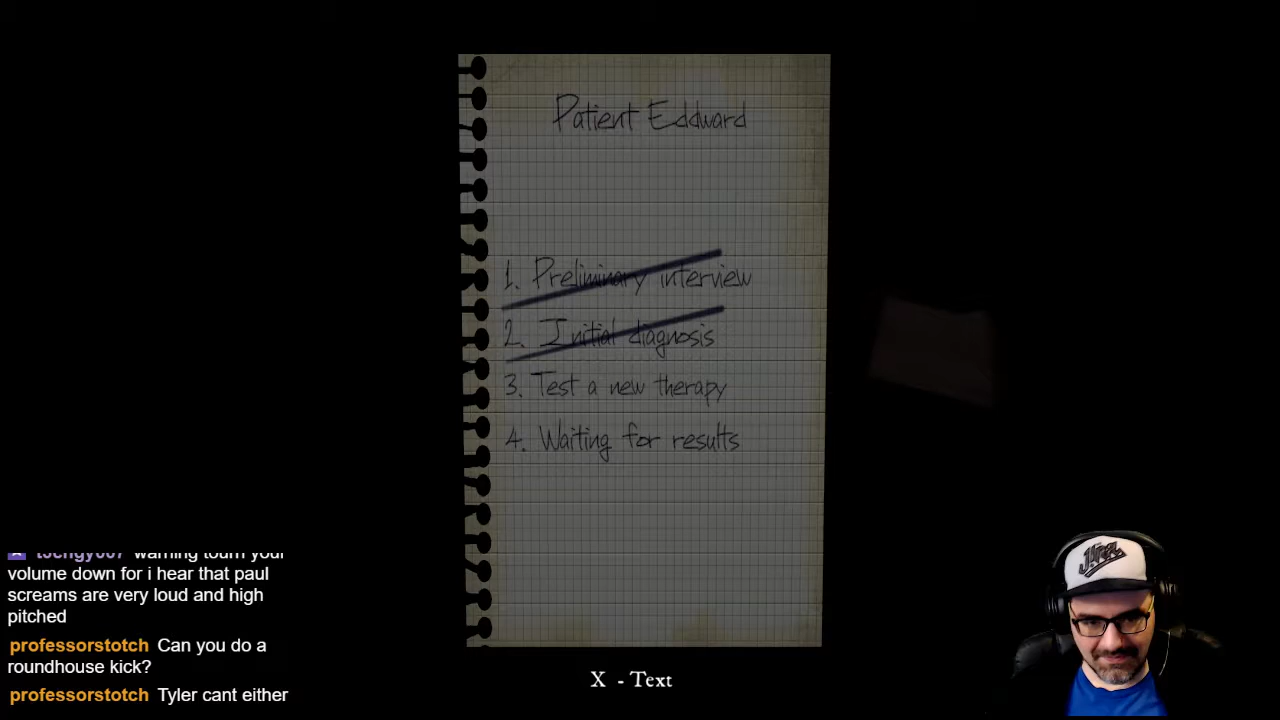 Patient Eddward
1. Preliminary interview
2. Initial diagnosis
3. Test a new therapy
4. Waiting for results
X - Text
volume down for i hear that paul
screams are very loud and high
pitched
professorstotch Can you do a
roundhouse kick?
professorstotch Tyler cant either